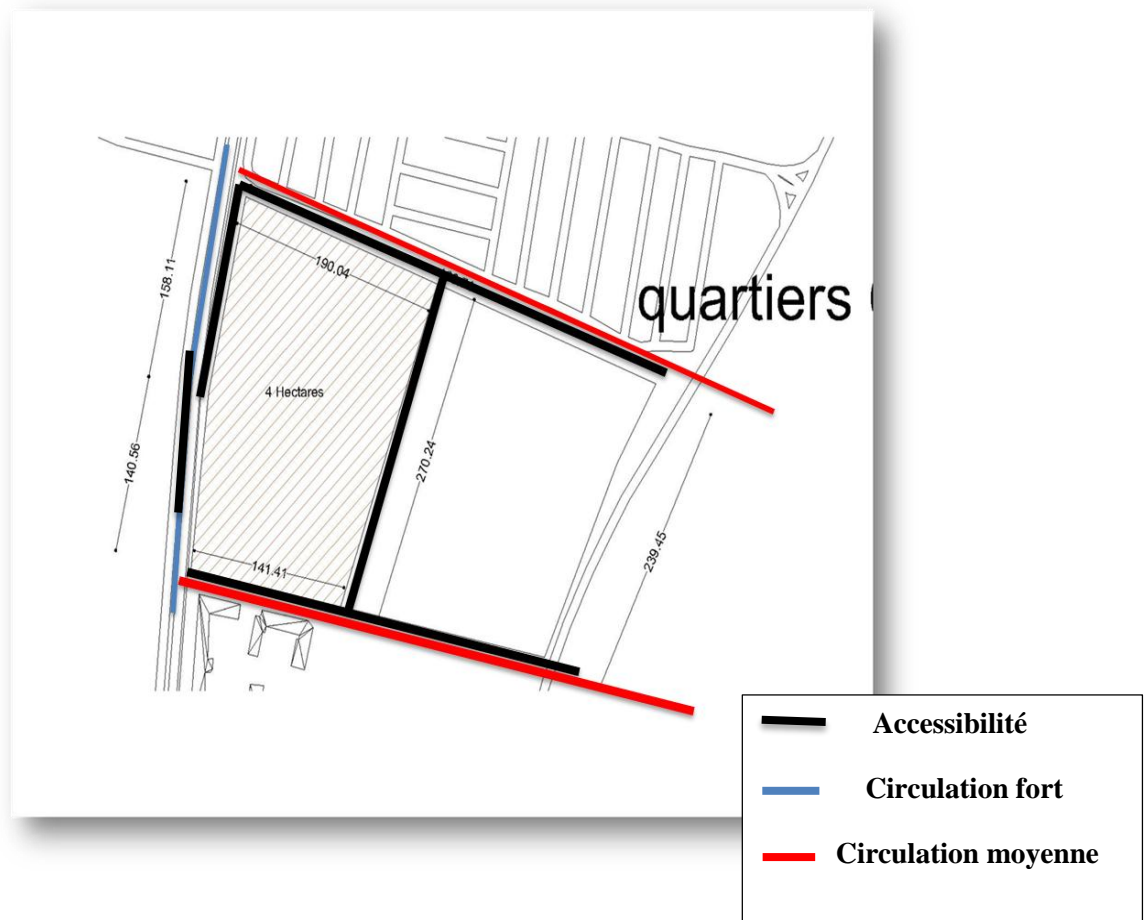 158.11
190.04
quartiers
4 Hectares
140.56
270.24
239.45
141.41
Accessibilité
Circulation fort
Circulation moyenne